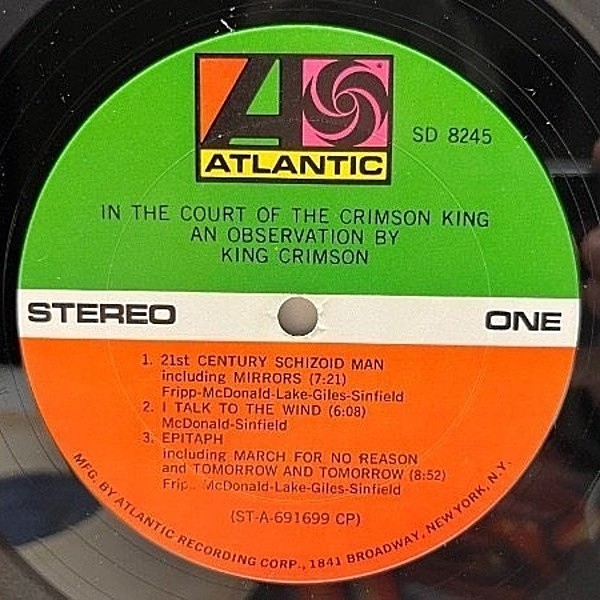 ATLANTIC
SD 8245
IN THE COURT OF THE CRIMSON KING
AN OBSERVATION BY
KING CRIMSON
STEREO
ONE
1. 21st CENTURY SCHIZOID MAN
including MIRRORS (7:21)
Fripp-McDonald-Lake-Giles-Sinfield
2. I TALK TO THE WIND (6:08)
McDonald-Sinfield
3. EPITAPH
including MARCH FOR NO REASON
and TOMORROW AND TOMORROW (8:52)
McDonald-Lake-Giles-Sinfield
(ST-A-691699 CP)
MFG. BY ATLANTIC RECORDING CORP., 1841 BROADWAY, NEW YORK, N.Y.